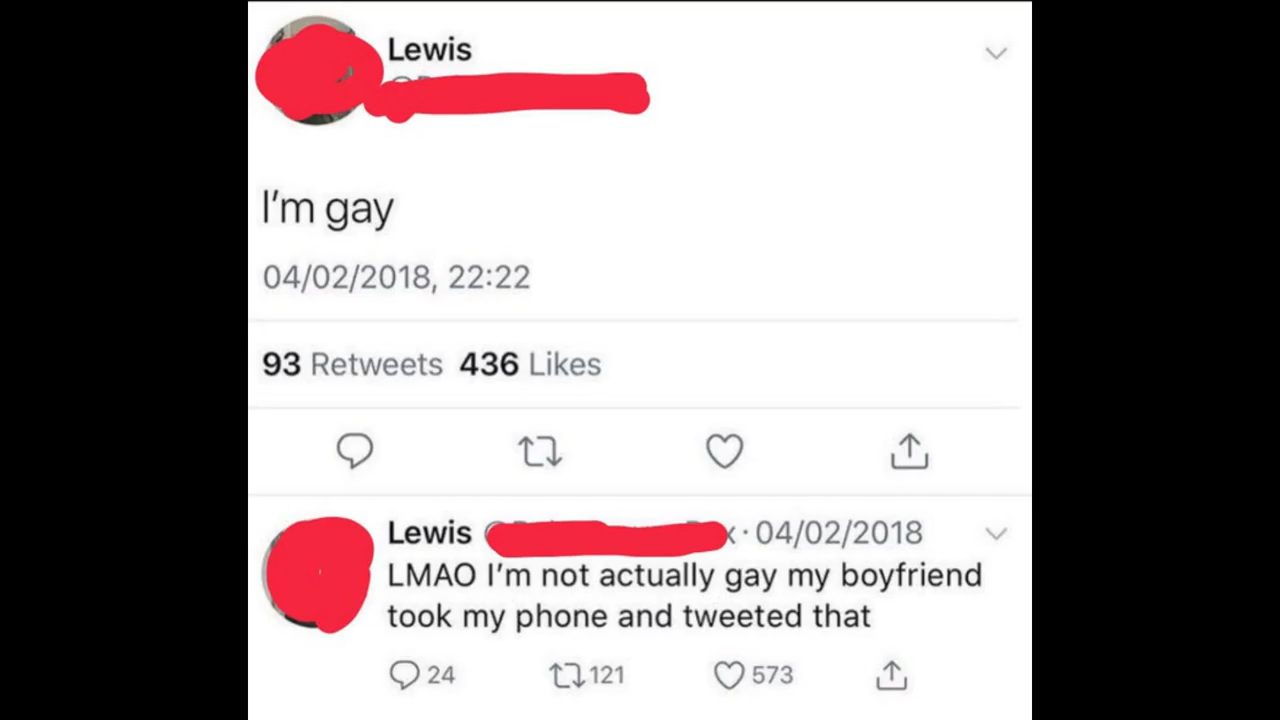 Lewis
I'm gay
04/02/2018, 22:22
93 Retweets 436 Likes
Lewis · 04/02/2018
LMAO I'm not actually gay my boyfriend
took my phone and tweeted that
24 121 573